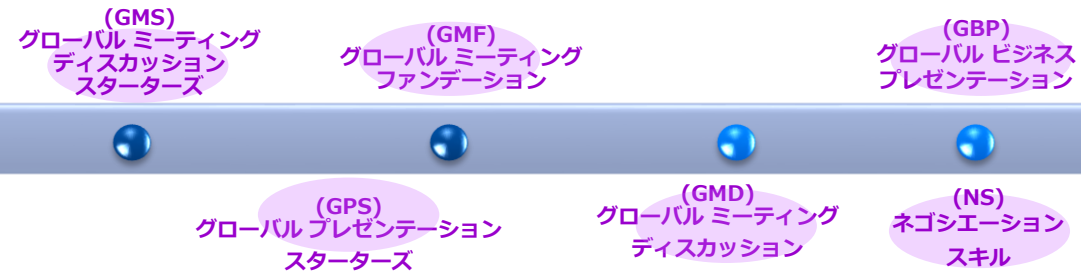 (GMS)
グローバル ミーティング
ディスカッション
スターターズ
(GMF)
グローバル ミーティング
ファンデーション
(GBP)
グローバル ビジネス
プレゼンテーション
(GPS)
グローバル プレゼンテーション
スターターズ
(GMD)
グローバル ミーティング
ディスカッション
(NS)
ネゴシエーション
スキル